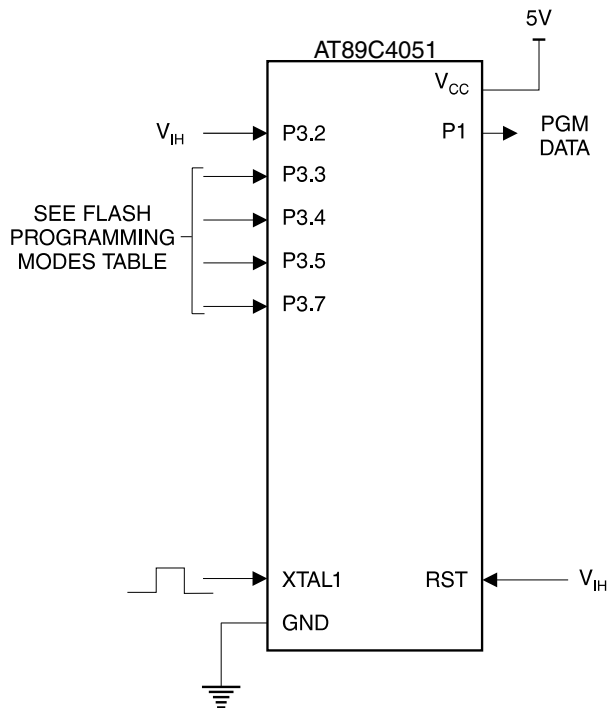 5V
AT89C4051
VCC
VIH
P3.2
P1
PGM
DATA
P3.3
SEE FLASH
PROGRAMMING
MODES TABLE
P3.4
P3.5
P3.7
XTAL1
RST
VIH
GND